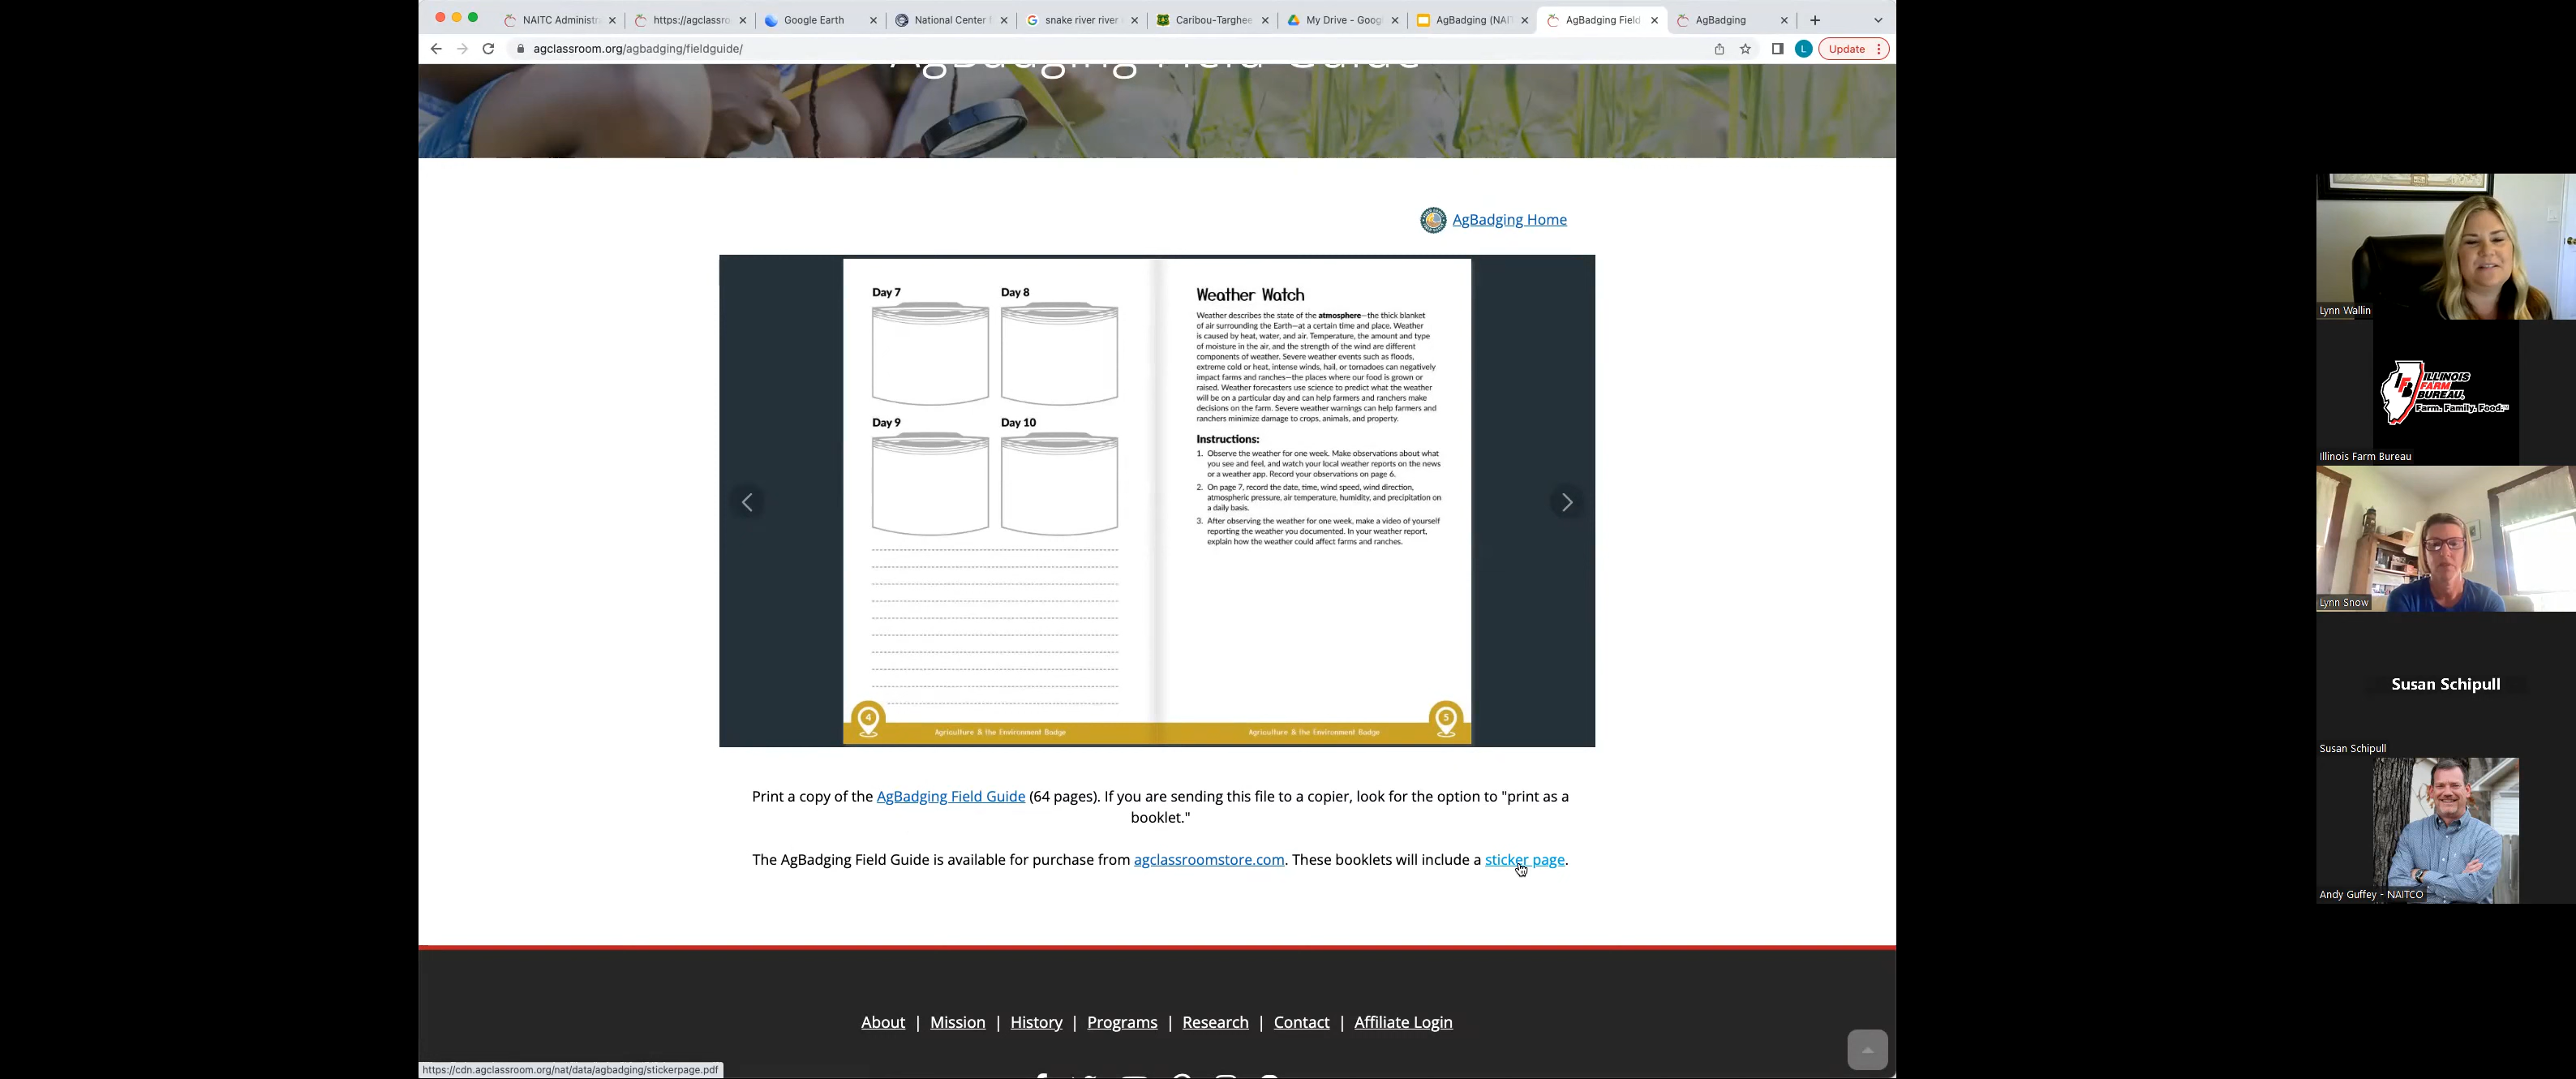 NAITC Administr
https://agclassro
Google Earth
National Center
snake river river
Caribou-Targhee
My Drive - Goog
AgBadging (NAI
AgBadging Field
AgBadging
agclassroom.org/agbadging/fieldguide/
L
Update
AgBadging Field Guide
AgBadging Home
Day 7
Day 8
Day 9
Day 10
4
Agriculture & the Environment Badge
Weather Watch
Weather describes the state of the atmosphere—the thick blanket
of air surrounding the Earth—at a certain time and place. Weather
is caused by heat, water, and air. Temperature, the amount and type
of moisture in the air, and the strength of the wind are different
components of weather. Severe weather events such as floods,
extreme cold or heat, intense winds, hail, or tornadoes can negatively
impact farms and ranches—the places where our food is grown or
raised. Weather forecasters use science to predict what the weather
will be on a particular day and can help farmers and ranchers make
decisions on the farm. Severe weather warnings can help farmers and
ranchers minimize damage to crops, animals, and property.
Instructions:
1. Observe the weather for one week. Make observations about what
you see and feel, and watch your local weather reports on the news
or a weather app. Record your observations on page 6.
2. On page 7, record the date, time, wind speed, wind direction,
atmospheric pressure, air temperature, humidity, and precipitation on
a daily basis.
3. After observing the weather for one week, make a video of yourself
reporting the weather you documented. In your weather report,
explain how the weather could affect farms and ranches.
5
Agriculture & the Environment Badge
Print a copy of the AgBadging Field Guide (64 pages). If you are sending this file to a copier, look for the option to "print as a
booklet."
The AgBadging Field Guide is available for purchase from agclassroomstore.com. These booklets will include a sticker page.
About | Mission | History | Programs | Research | Contact | Affiliate Login
https://cdn.agclassroom.org/nat/data/agbadging/stickerpage.pdf
Lynn Wallin
ILLINOIS
FARM
BUREAU
Farm. Family. Food.
Illinois Farm Bureau
Lynn Snow
Susan Schipull
Susan Schipull
Andy Guffey - NAITCO